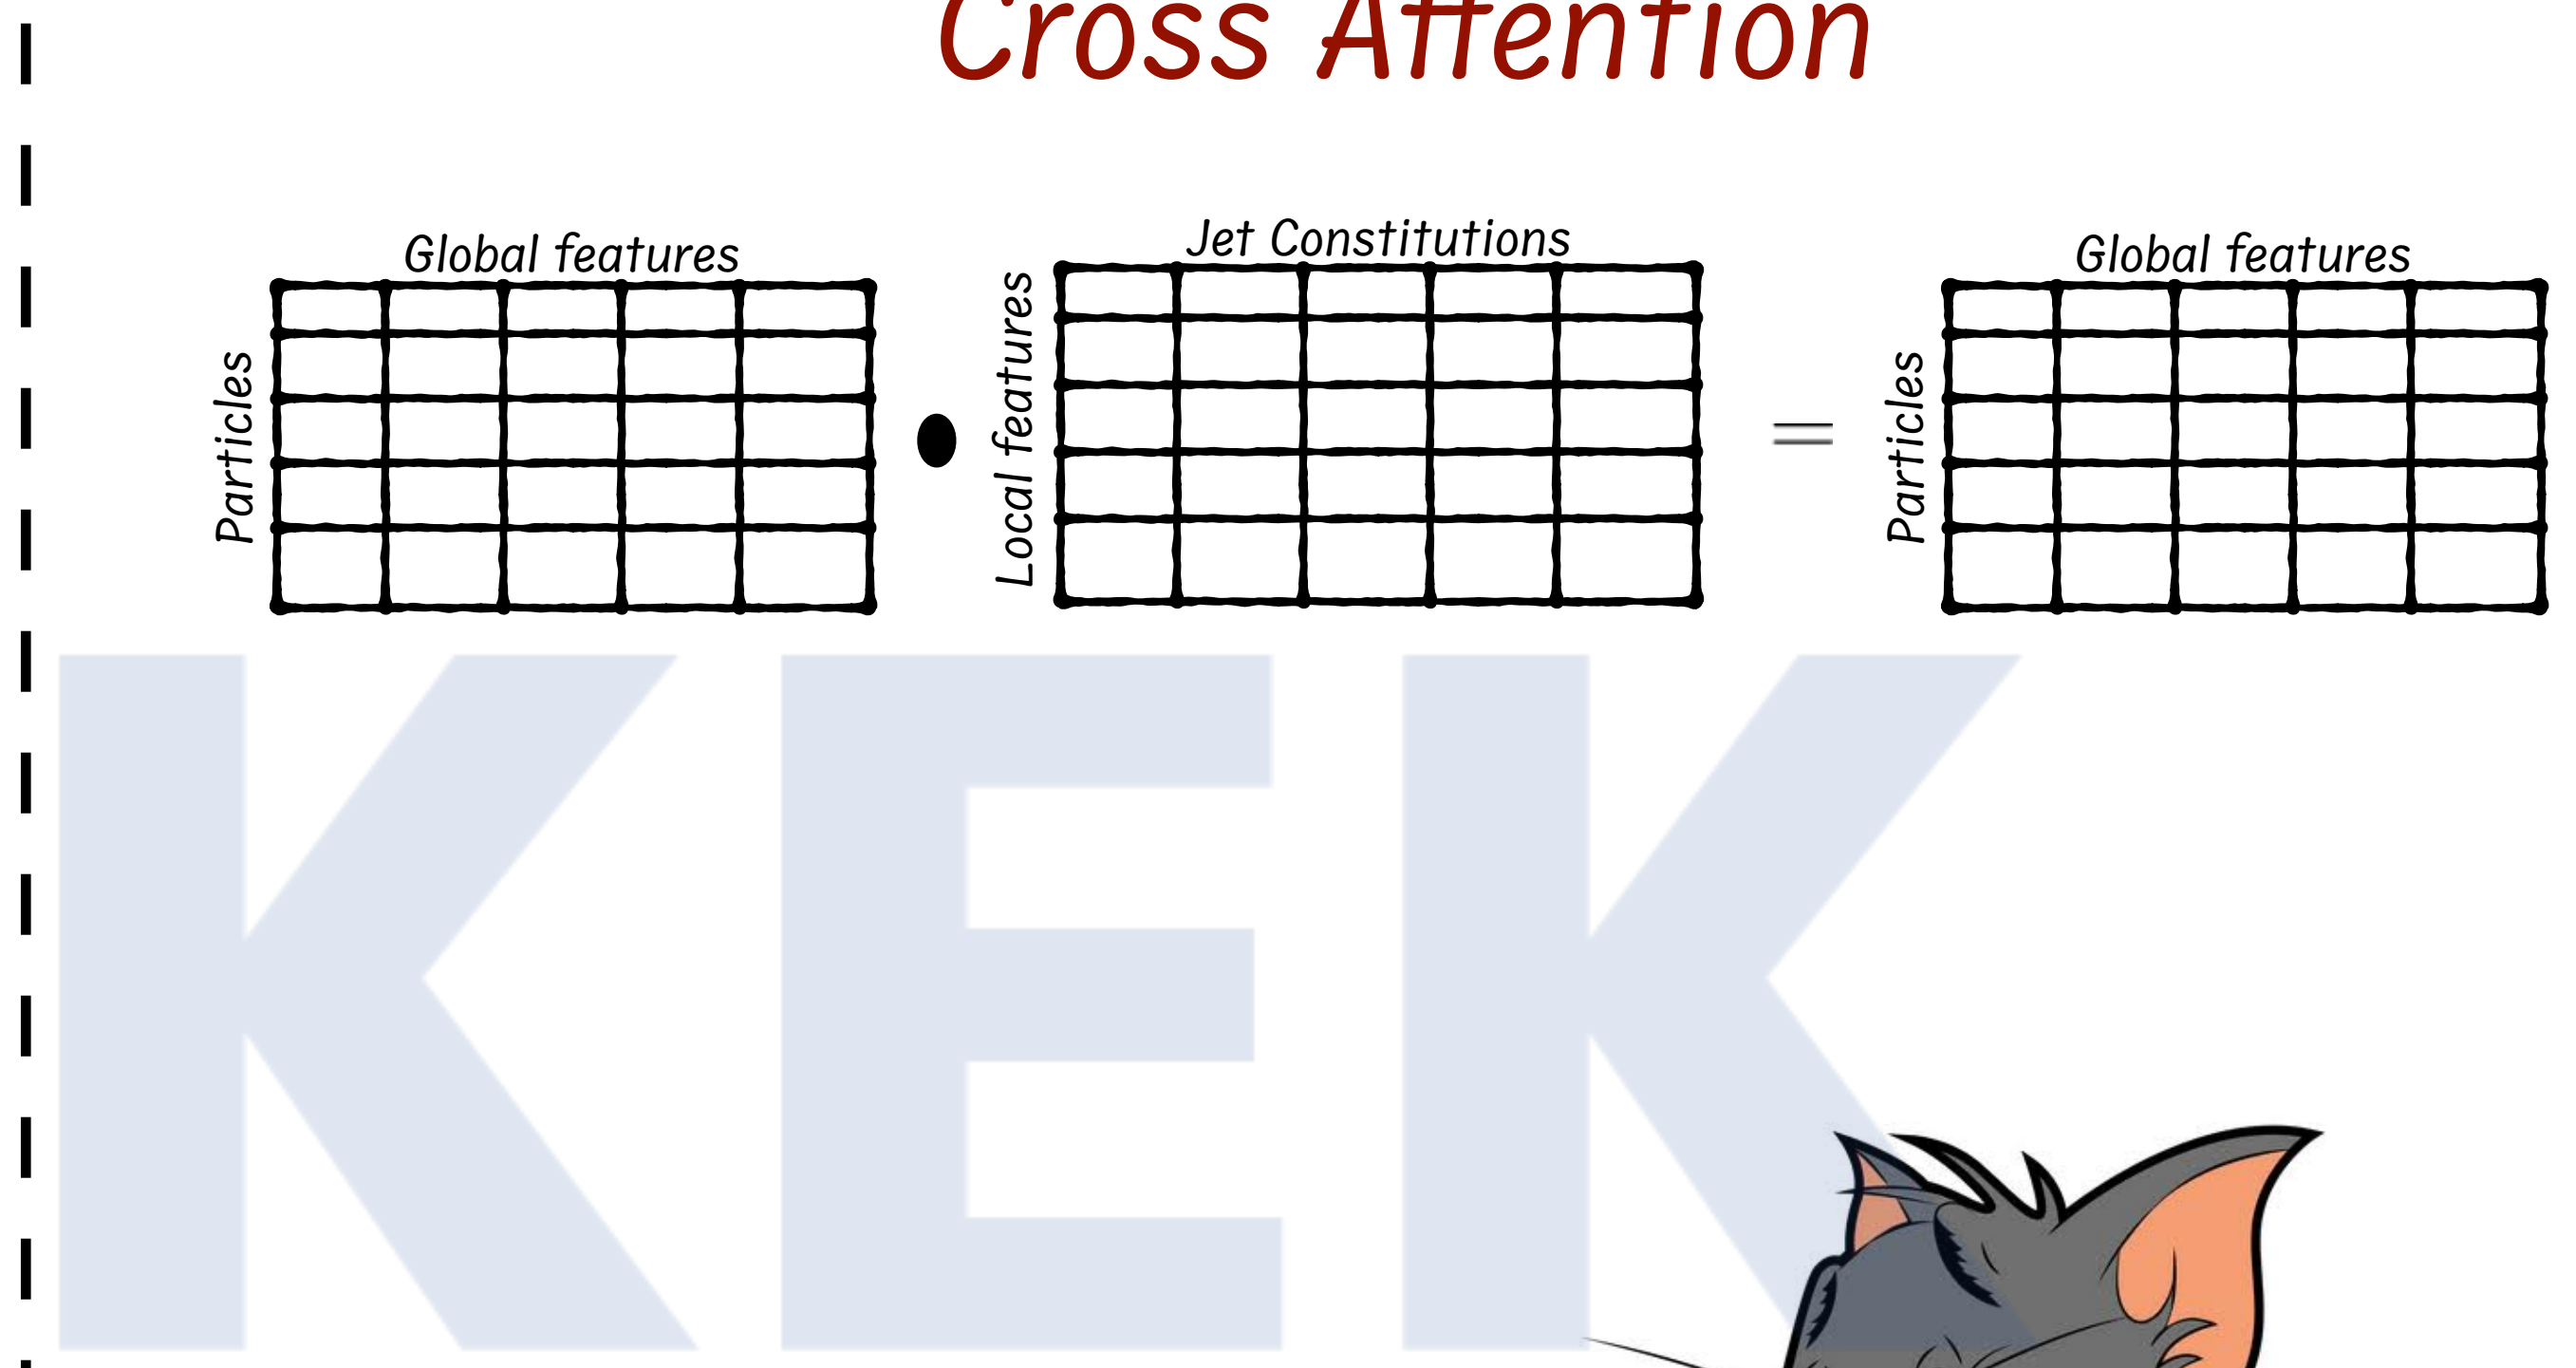 Cross Attention
Global features
Jet Constitutions
Global features
Particles
Local features
Particles
KEK